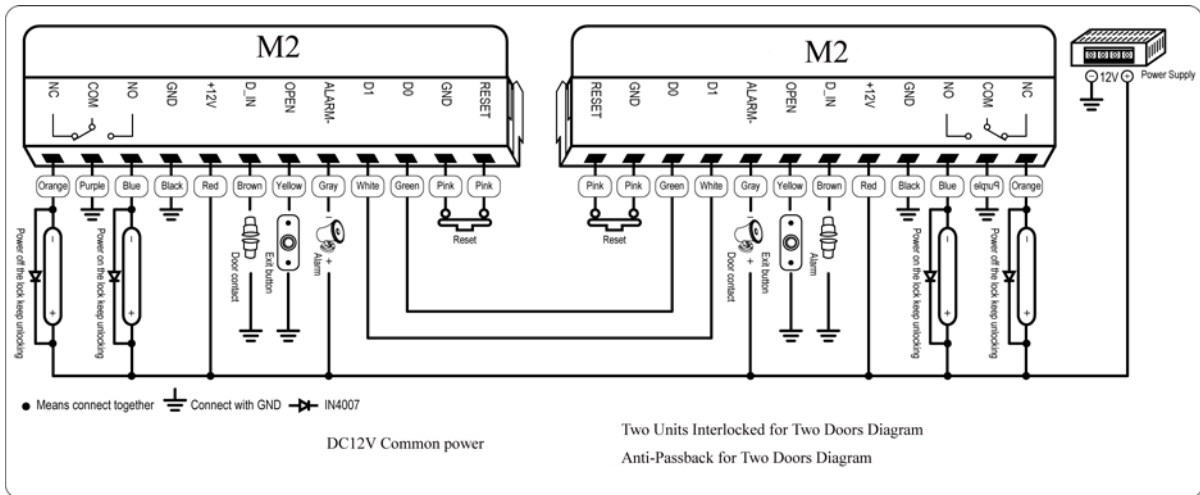 M2
NC COM NO GND +12V D_IN OPEN ALARM- D1 D0 GND RESET
Orange Purple Blue Black Red Brown Yellow Gray White Green Pink Pink
Power off the lock keep unlocking
-
+
Power on the lock keep unlocking
-
+
Door contact
Exit button
-
Alarm
+
Reset
M2
RESET GND D0 D1 ALARM- OPEN D_IN +12V GND NO COM NC
Pink Pink Green White Gray Yellow Brown Red Black Blue Purple Orange
Reset
-
Door contact
+
Exit button
Alarm
Power on the lock keep unlocking
-
+
Power off the lock keep unlocking
-
+
- 12V + Power Supply
Means connect together Connect with GND IN4007
DC12V Common power
Two Units Interlocked for Two Doors Diagram
Anti-Passback for Two Doors Diagram